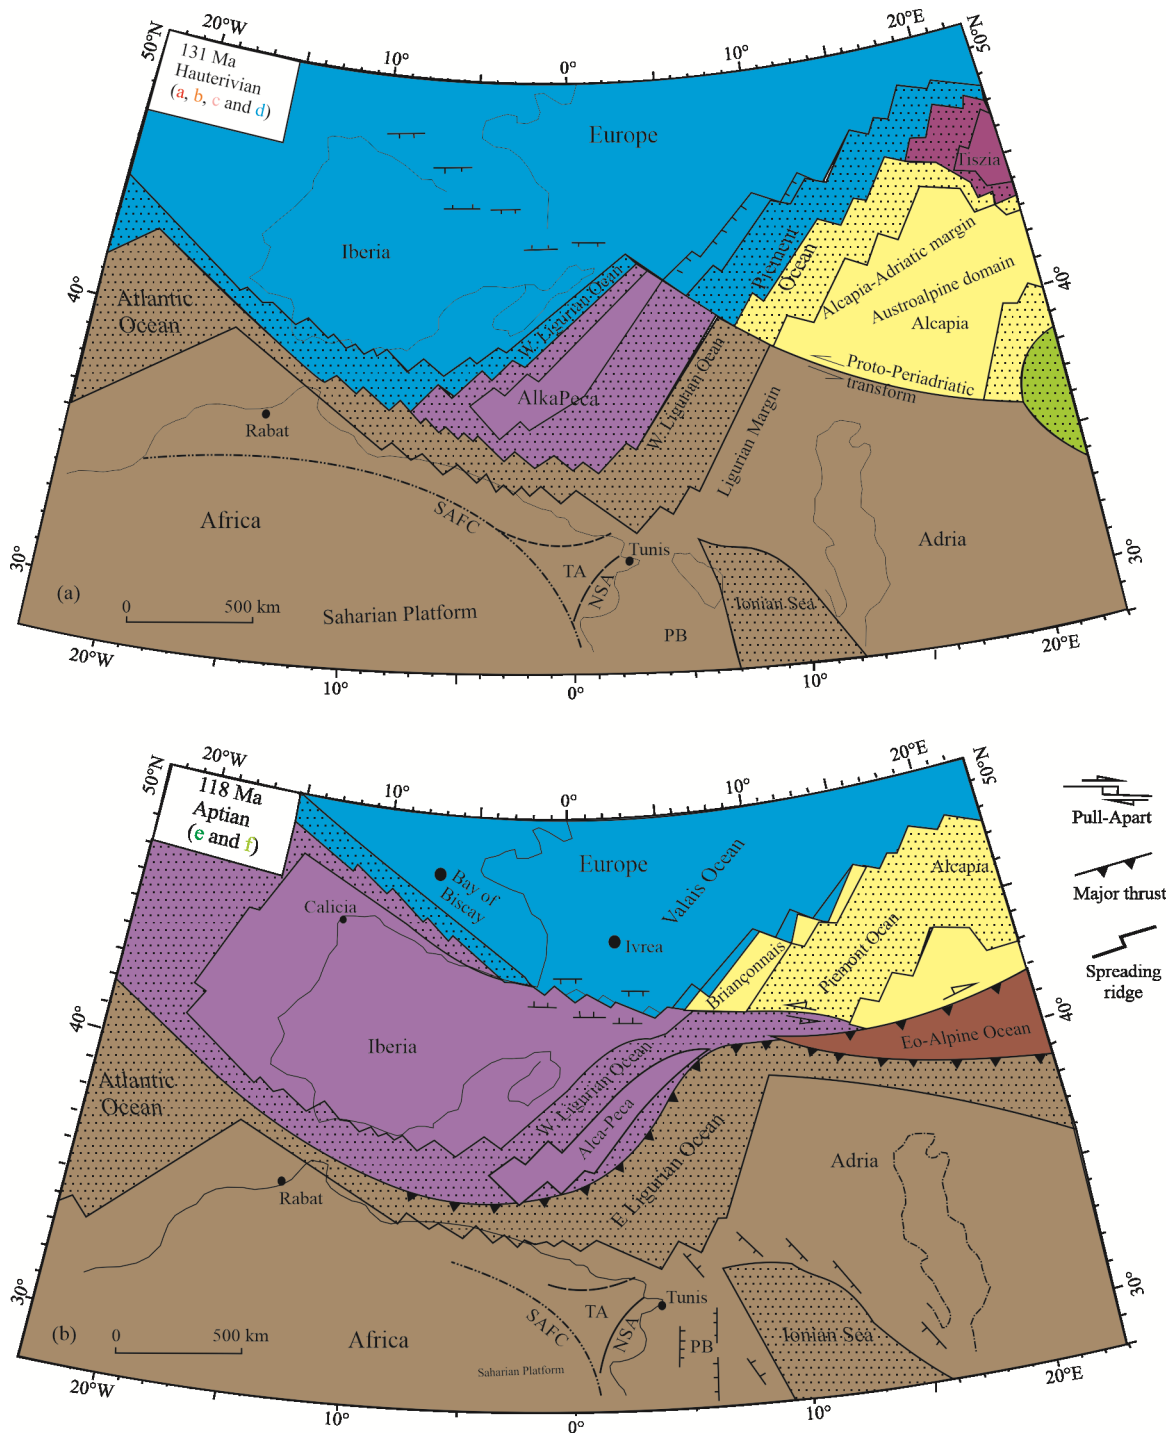 20°W
20°E
50°N
50°N
10°
0°
10°
131 Ma
Hauterivian
(a, b, c and d)
Europe
Tiszia
Iberia
W. Ligurian Ocean
Pietnent
Ocean
Alcapia-Adriatic margin
Austroalpine domain
Alcapia
40°
40°
Atlantic
Ocean
AlkaPeca
W. Ligurian Ocean
Ligurian Margin
Proto-Periadriatic
transform
Rabat
Africa
SAFC
TA
NSA
Tunis
Adria
30°
30°
(a)
0
500 km
Saharian Platform
PB
Ionian Sea
20°W
10°
0°
10°
20°E
20°W
20°E
50°N
50°N
10°
0°
10°
118 Ma
Aptian
(e and f)
Pull-Apart
Major thrust
Spreading
ridge
Europe
Valais Ocean
Alcapia
Bay of
Biscay
Calicia
Ivrea
Briançonnais
Piemont Ocan
40°
40°
Iberia
Eo-Alpine Ocean
Atlantic
Ocean
W. Ligurian Ocean
Alca-Peca
E Ligurian Ocean
Adria
Rabat
30°
30°
Tunis
TA
SAFC
NSA
PB
Ionian Sea
(b)
0
500 km
Africa
Saharian Platform
20°W
10°
0°
10°
20°E